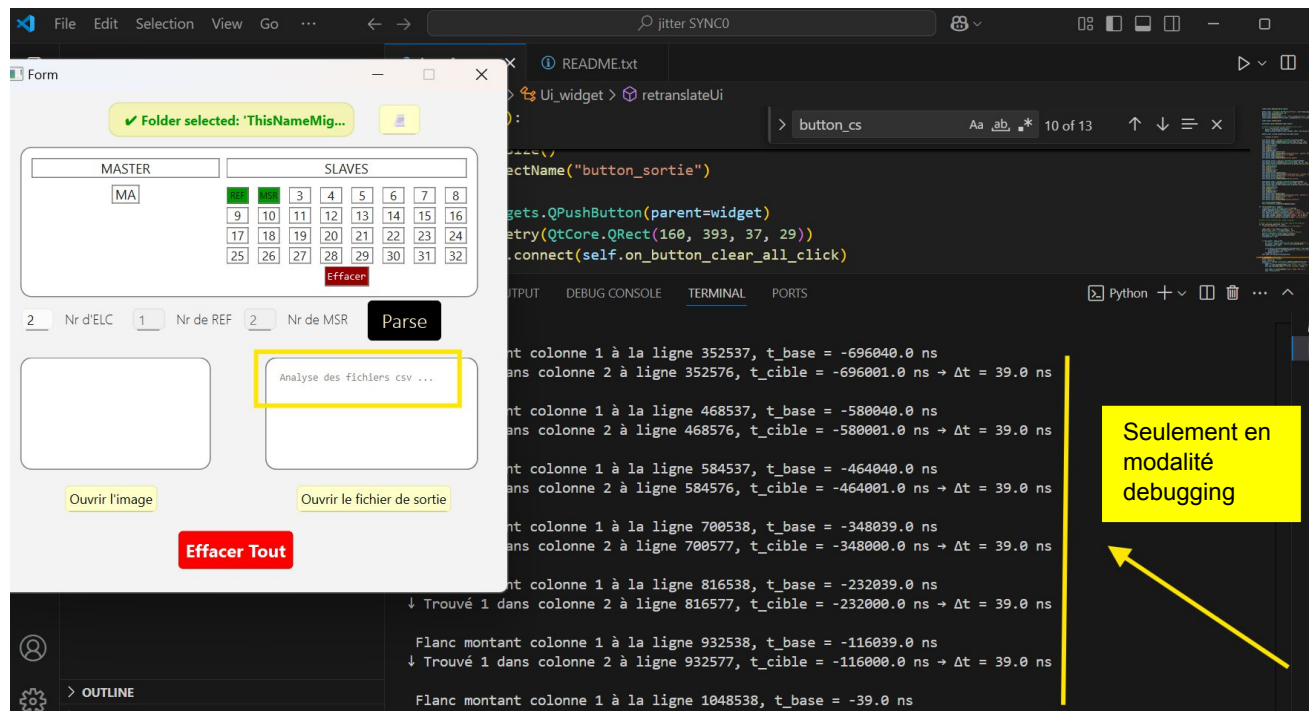 File Edit Selection View Go ... ← → jitter SYNC0
Form
✔ Folder selected: 'ThisNameMig...
MASTER SLAVES
MA REF MSR 3 4 5 6 7 8
9 10 11 12 13 14 15 16
17 18 19 20 21 22 23 24
25 26 27 28 29 30 31 32
Effacer
2 Nr d'ELC 1 Nr de REF 2 Nr de MSR Parse
Analyse des fichiers csv ...
Ouvrir l'image Ouvrir le fichier de sortie
Effacer Tout
README.txt
> Ui_widget > retranslateUi
):
> button_cs Aa ab .* 10 of 13 ↑ ↓ ×
ectName("button_sortie")
gets.QPushButton(parent=widget)
etry(QtCore.QRect(160, 393, 37, 29))
.connect(self.on_button_clear_all_click)
UTPUT DEBUG CONSOLE TERMINAL PORTS Python
nt colonne 1 à la ligne 352537, t_base = -696040.0 ns
ans colonne 2 à ligne 352576, t_cible = -696001.0 ns → Δt = 39.0 ns
nt colonne 1 à la ligne 468537, t_base = -580040.0 ns
ans colonne 2 à ligne 468576, t_cible = -580001.0 ns → Δt = 39.0 ns
nt colonne 1 à la ligne 584537, t_base = -464040.0 ns
ans colonne 2 à ligne 584576, t_cible = -464001.0 ns → Δt = 39.0 ns
nt colonne 1 à la ligne 700538, t_base = -348039.0 ns
ans colonne 2 à ligne 700577, t_cible = -348000.0 ns → Δt = 39.0 ns
nt colonne 1 à la ligne 816538, t_base = -232039.0 ns
↓ Trouvé 1 dans colonne 2 à ligne 816577, t_cible = -232000.0 ns → Δt = 39.0 ns
Flanc montant colonne 1 à la ligne 932538, t_base = -116039.0 ns
↓ Trouvé 1 dans colonne 2 à ligne 932577, t_cible = -116000.0 ns → Δt = 39.0 ns
Flanc montant colonne 1 à la ligne 1048538, t_base = -39.0 ns
Seulement en
modalité
debugging
> OUTLINE